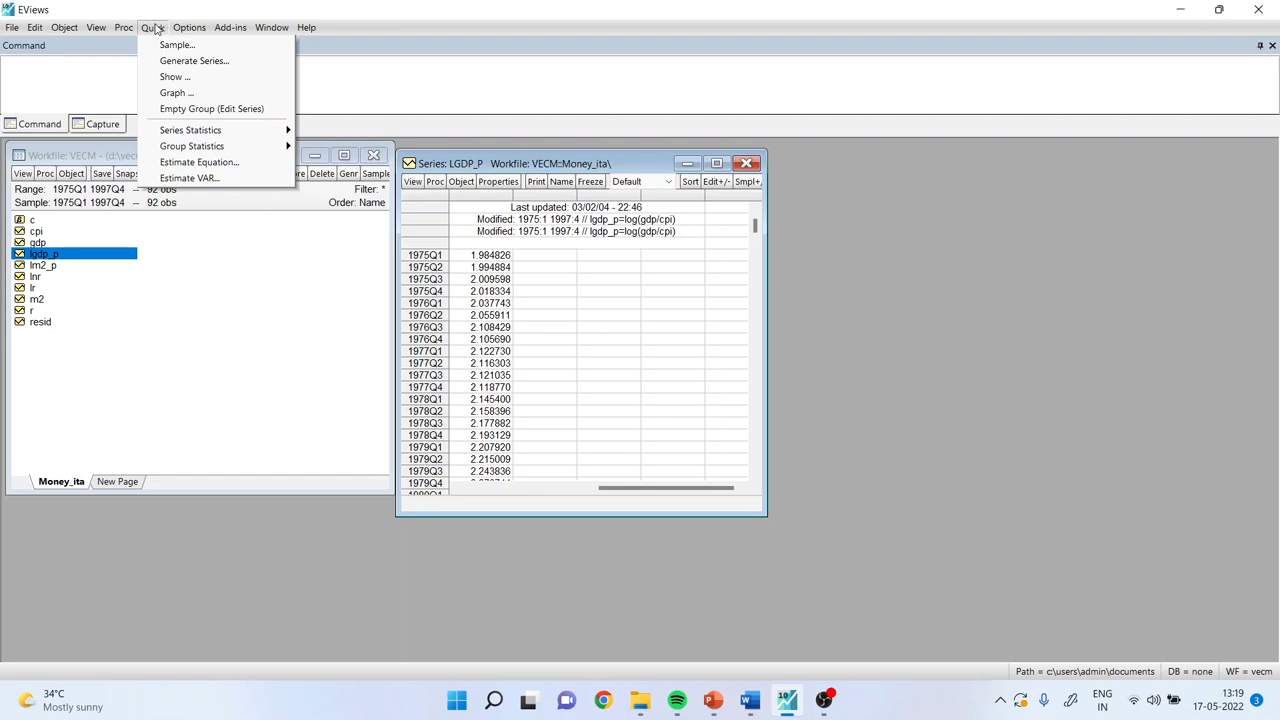 EViews
File Edit Object View Proc Quick Options Add-ins Window Help
Command
Sample...
Generate Series...
Show ...
Graph ...
Empty Group (Edit Series)
Series Statistics
Group Statistics
Estimate Equation...
Estimate VAR...
Command Capture
Workfile: VECM - (d:\vec
View Proc Object Save Snaps ore Delete Genr Sample
Range: 1975Q1 1997Q4 -- 92 obs Filter: *
Sample: 1975Q1 1997Q4 -- 92 obs Order: Name
c
cpi
gdp
lgdp_p
lm2_p
lnr
lr
m2
r
resid
Money_ita New Page
Series: LGDP_P Workfile: VECM::Money_ita\
View Proc Object Properties Print Name Freeze Default Sort Edit+/- Smpl+/
Last updated: 03/02/04 - 22:46
Modified: 1975:1 1997:4 // lgdp_p=log(gdp/cpi)
Modified: 1975:1 1997:4 // lgdp_p=log(gdp/cpi)
1975Q1 1.984826
1975Q2 1.994884
1975Q3 2.009598
1975Q4 2.018334
1976Q1 2.037743
1976Q2 2.055911
1976Q3 2.108429
1976Q4 2.105690
1977Q1 2.122730
1977Q2 2.116303
1977Q3 2.121035
1977Q4 2.118770
1978Q1 2.145400
1978Q2 2.158396
1978Q3 2.177882
1978Q4 2.193129
1979Q1 2.207920
1979Q2 2.215009
1979Q3 2.243836
1979Q4
Path = c:\users\admin\documents DB = none WF = vecm
34°C
Mostly sunny
10
ENG
IN
13:19
17-05-2022
3